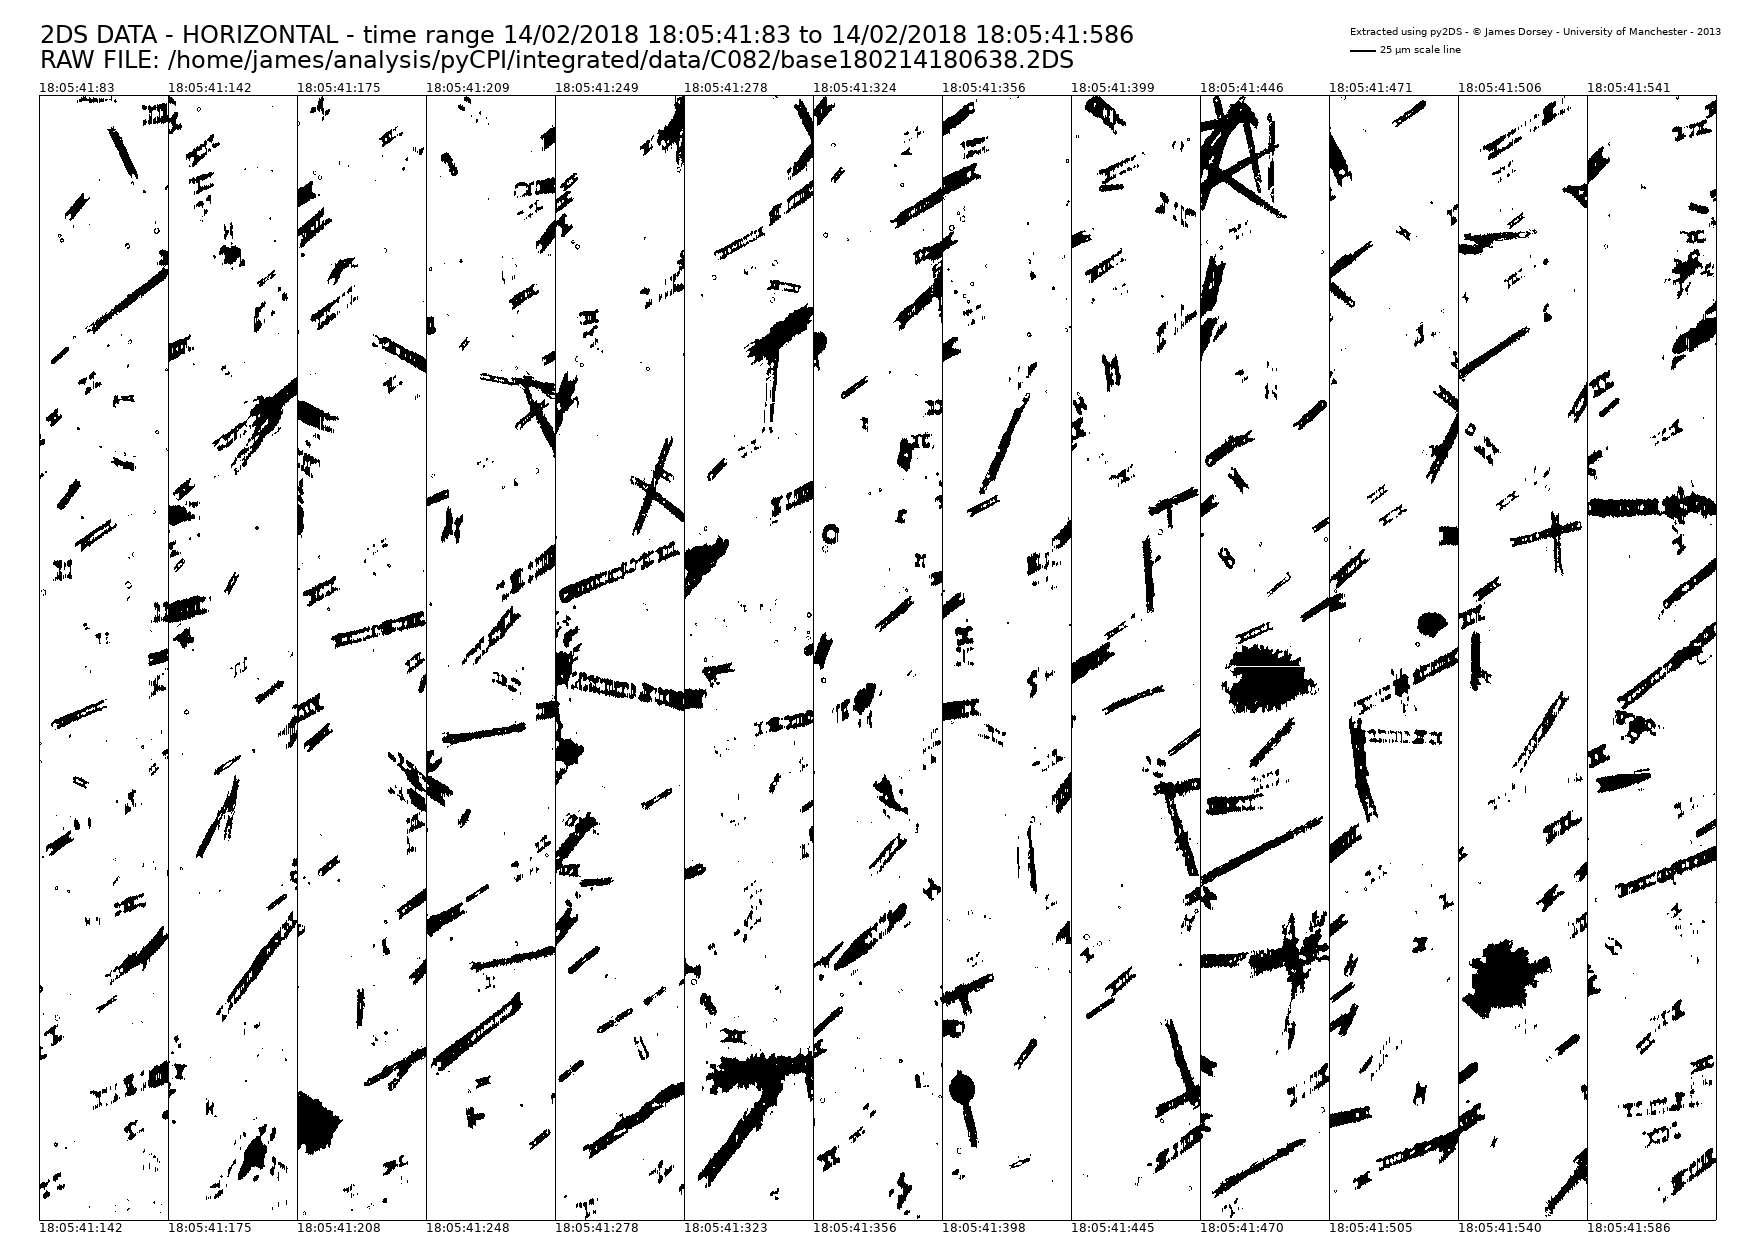 2DS DATA - HORIZONTAL - time range 14/02/2018 18:05:41:83 to 14/02/2018 18:05:41:586
Extracted using py2DS - © James Dorsey - University of Manchester - 2013
25 µm scale line
RAW FILE: /home/james/analysis/pyCPI/integrated/data/C082/base180214180638.2DS
18:05:41:83 18:05:41:142 18:05:41:175 18:05:41:209 18:05:41:249 18:05:41:278 18:05:41:324 18:05:41:356 18:05:41:399 18:05:41:446 18:05:41:471 18:05:41:506 18:05:41:541
18:05:41:142 18:05:41:175 18:05:41:208 18:05:41:248 18:05:41:278 18:05:41:323 18:05:41:356 18:05:41:398 18:05:41:445 18:05:41:470 18:05:41:505 18:05:41:540 18:05:41:586